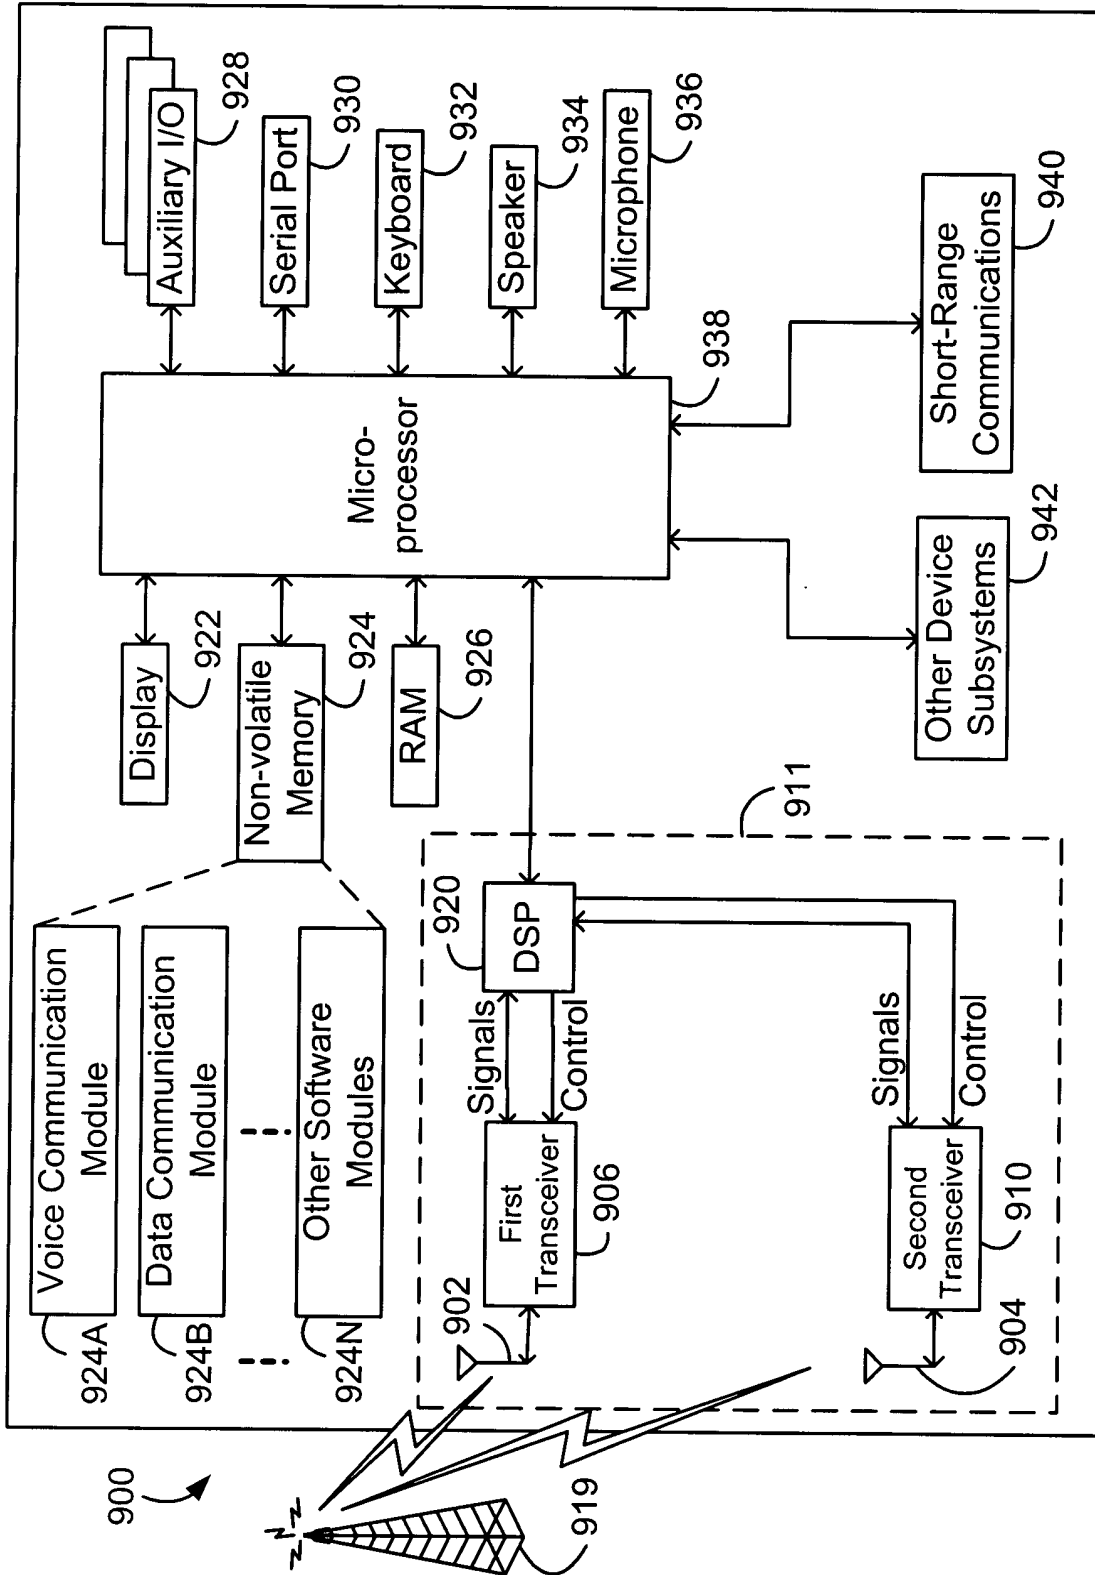 900
919
Voice Communication
Module
924A
Data Communication
Module
924B
Other Software
Modules
924N
Display
922
Non-volatile
Memory
924
RAM
926
Micro-
processor
938
Auxiliary I/O
928
Serial Port
930
Keyboard
932
Speaker
934
Microphone
936
902
First
Transceiver
906
Signals
Control
DSP
920
911
904
Second
Transceiver
910
Signals
Control
Other Device
Subsystems
942
Short-Range
Communications
940